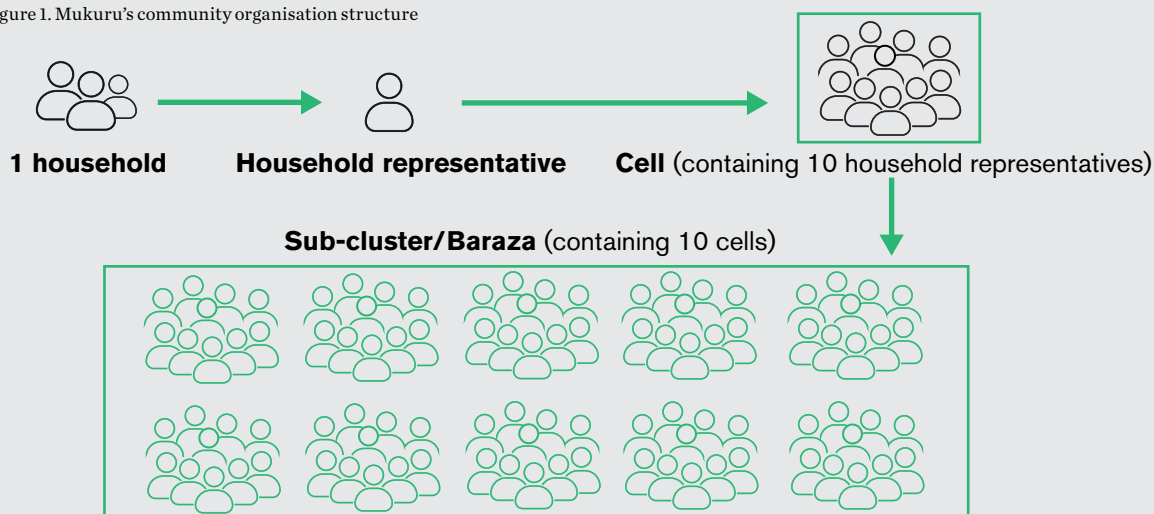 gure 1. Mukuru’s community organisation structure
1 household
Household representative
Cell (containing 10 household representatives)
Sub-cluster/Baraza (containing 10 cells)